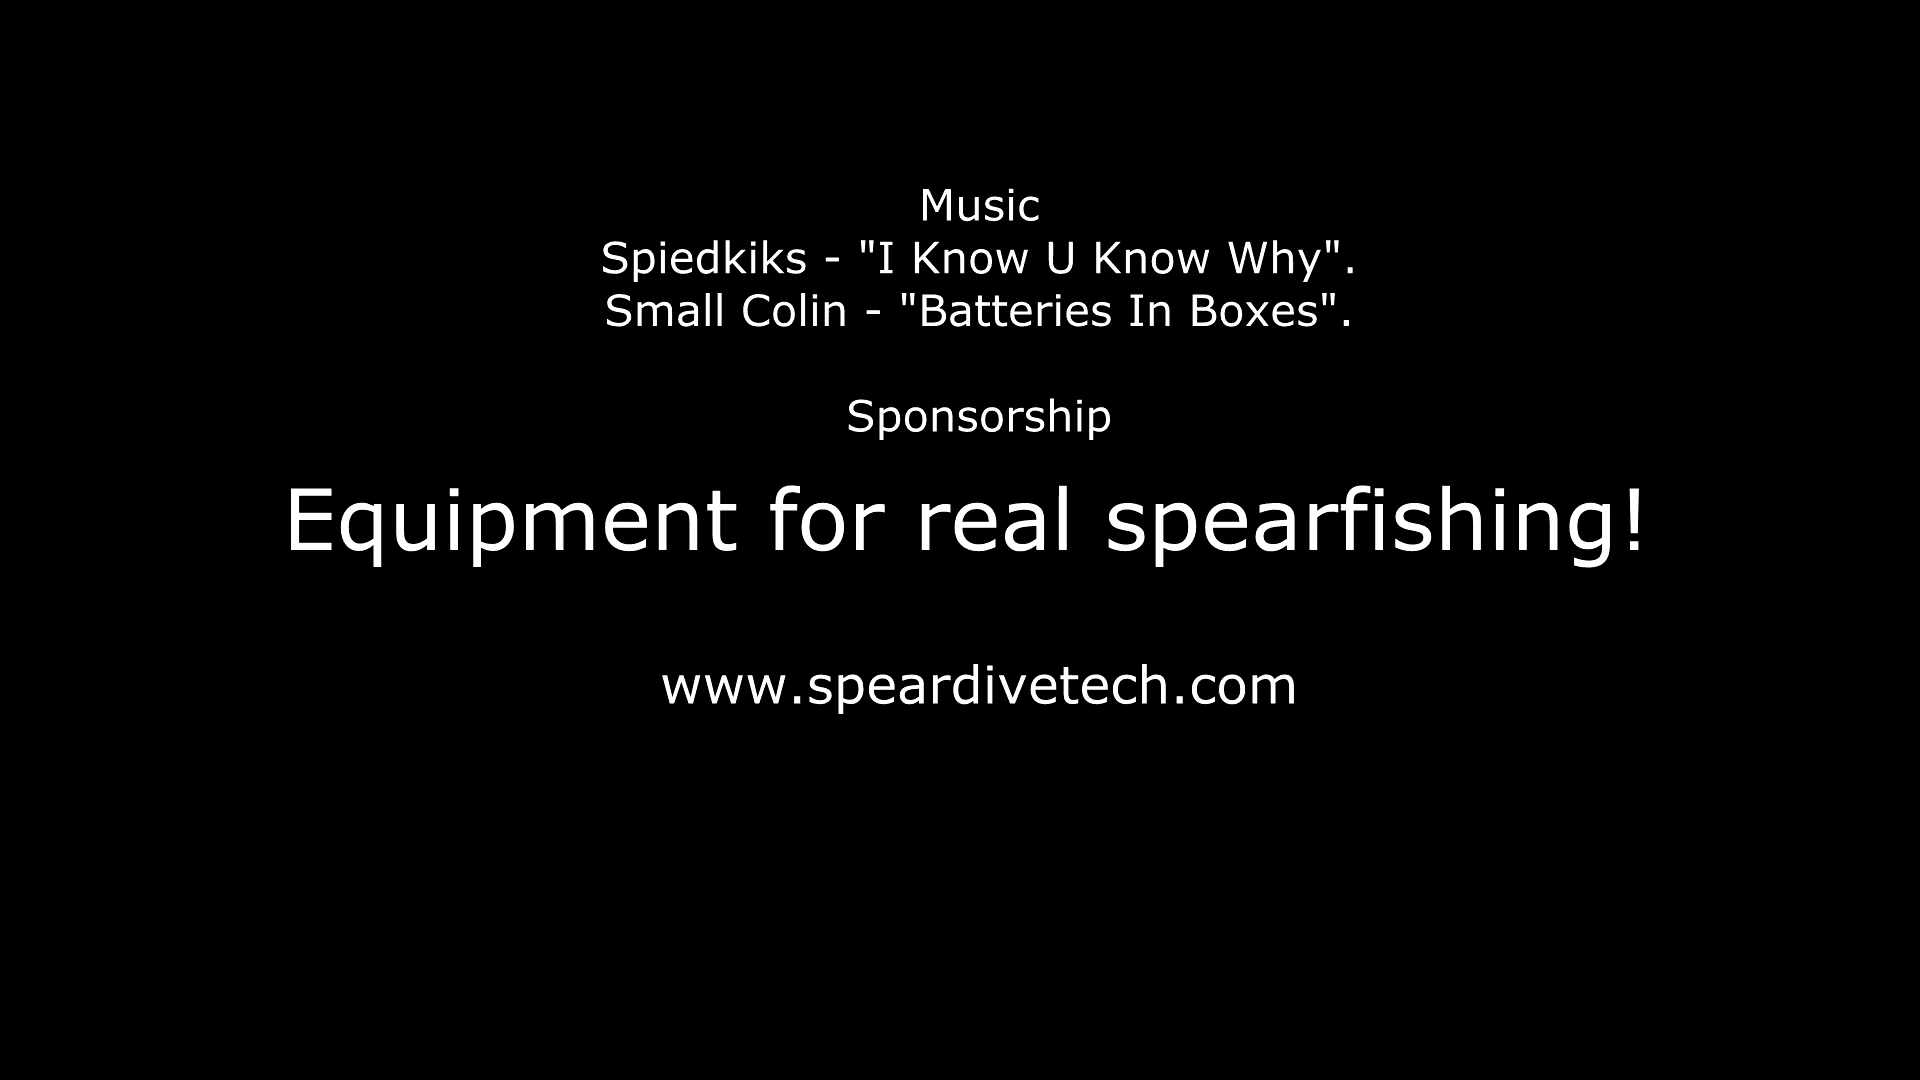 Music
Spiedkiks - "I Know U Know Why".
Small Colin - "Batteries In Boxes".
Sponsorship
Equipment for real spearfishing!
www.speardivetech.com